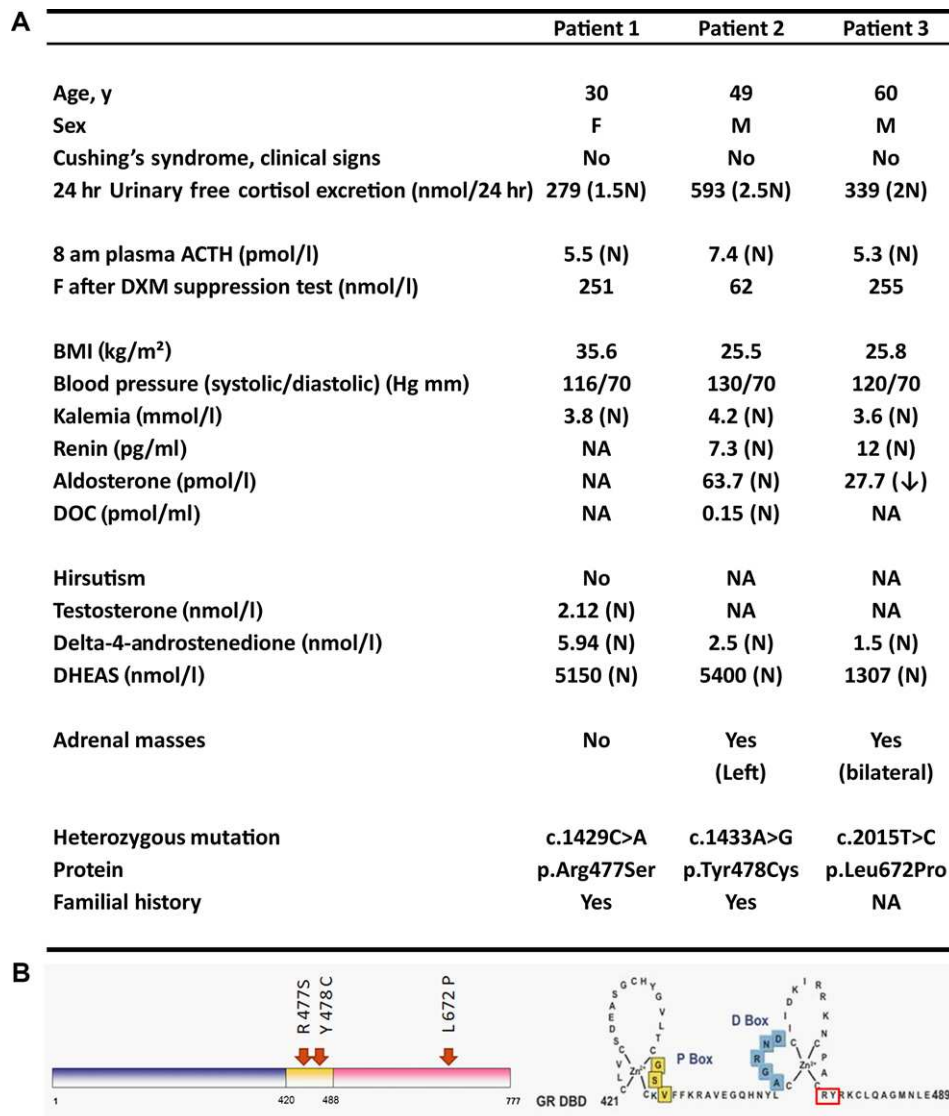 A
Patient 1 Patient 2 Patient 3
Age, y 30 49 60
Sex F M M
Cushing's syndrome, clinical signs No No No
24 hr Urinary free cortisol excretion (nmol/24 hr) 279 (1.5N) 593 (2.5N) 339 (2N)
8 am plasma ACTH (pmol/l) 5.5 (N) 7.4 (N) 5.3 (N)
F after DXM suppression test (nmol/l) 251 62 255
BMI (kg/m²) 35.6 25.5 25.8
Blood pressure (systolic/diastolic) (Hg mm) 116/70 130/70 120/70
Kalemia (mmol/l) 3.8 (N) 4.2 (N) 3.6 (N)
Renin (pg/ml) NA 7.3 (N) 12 (N)
Aldosterone (pmol/l) NA 63.7 (N) 27.7 (↓)
DOC (pmol/ml) NA 0.15 (N) NA
Hirsutism No NA NA
Testosterone (nmol/l) 2.12 (N) NA NA
Delta-4-androstenedione (nmol/l) 5.94 (N) 2.5 (N) 1.5 (N)
DHEAS (nmol/l) 5150 (N) 5400 (N) 1307 (N)
Adrenal masses No Yes Yes
(Left) (bilateral)
Heterozygous mutation c.1429C>A c.1433A>G c.2015T>C
Protein p.Arg477Ser p.Tyr478Cys p.Leu672Pro
Familial history Yes Yes NA
B
R477S
Y478C
L672P
1 420 488 777
GR DBD 421
C L V C S D E A S G C H Y G V L T C G S V
Zn²⁺
P Box
C K V F F K R A V E G Q H N Y L
D Box
A G R N D
C I I D K I R R K N C P A C
Zn²⁺
R Y R K C L Q A G M N L E 489